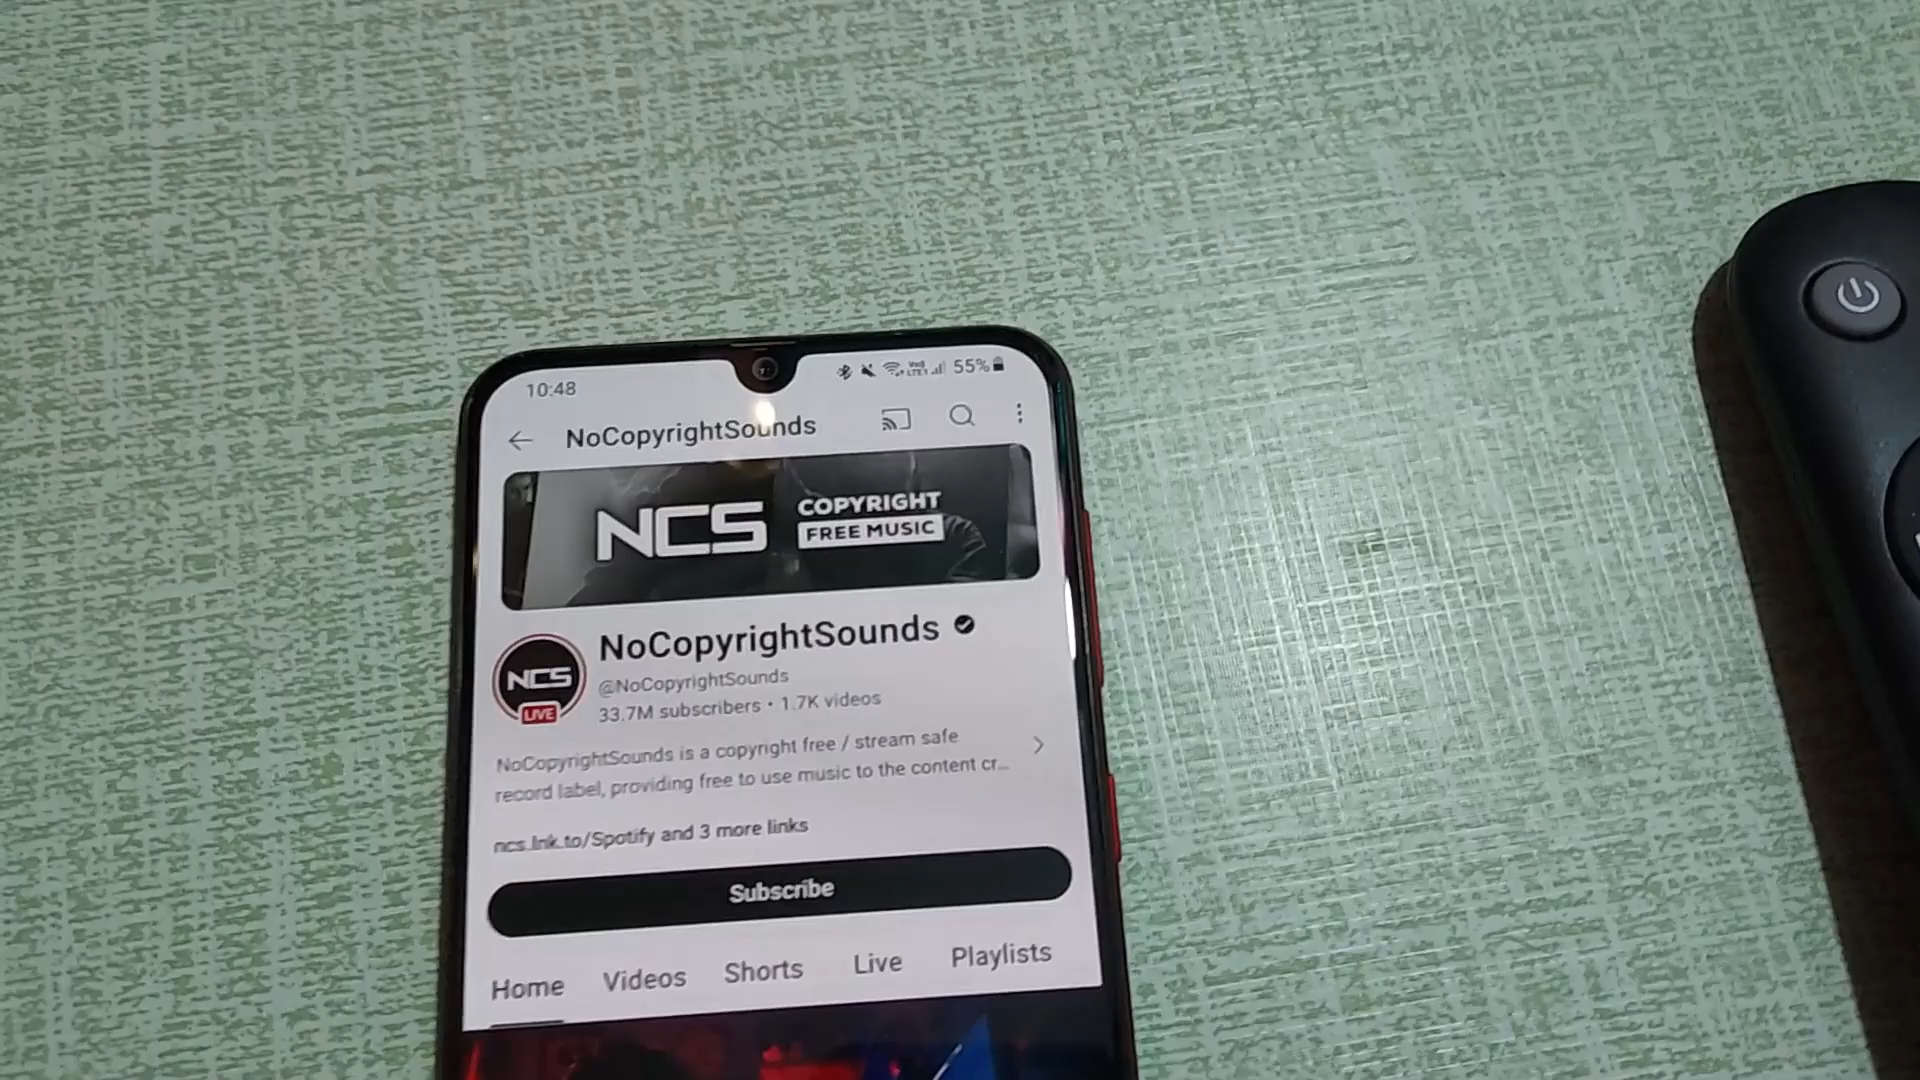 10:48
Vo))
LTE1
55%
NoCopyrightSounds
NCS
COPYRIGHT
FREE MUSIC
NoCopyrightSounds
NCS
LIVE
@NoCopyrightSounds
33.7M subscribers • 1.7K videos
NoCopyrightSounds is a copyright free / stream safe
record label, providing free to use music to the content cr...
ncs.lnk.to/Spotify and 3 more links
Subscribe
Home Videos Shorts Live Playlists